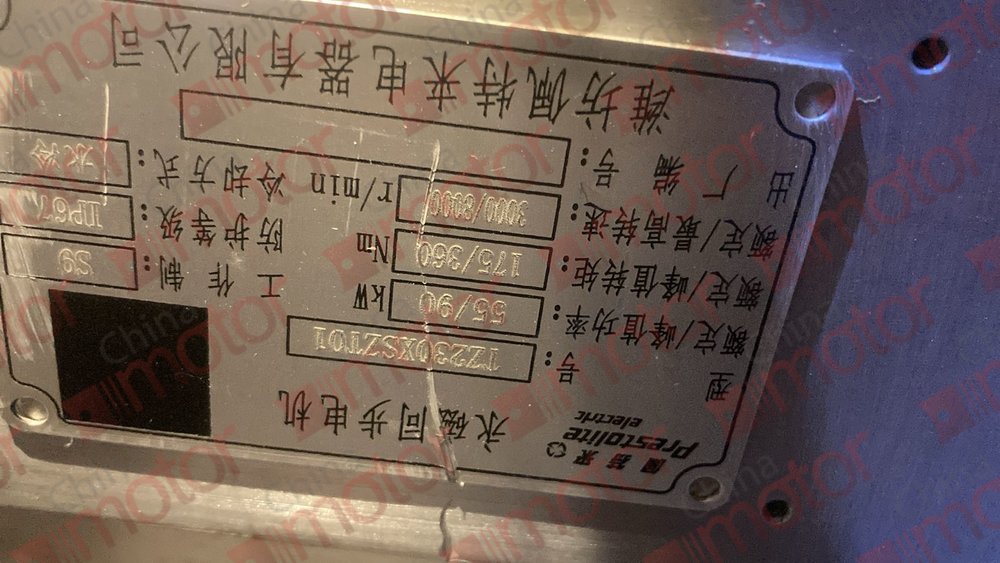 Prestolite
electric
永磁同步电机
型号: TZ230XSZT01
额定/峰值功率: 55/90 kW 工作制: S9
额定/峰值转矩: 175/360 Nm 防护等级: IP67
额定/最高转速: 3000/8000 r/min 冷却方式: 水冷
出厂编号:
潍坊佩特来电器有限公司
China motor